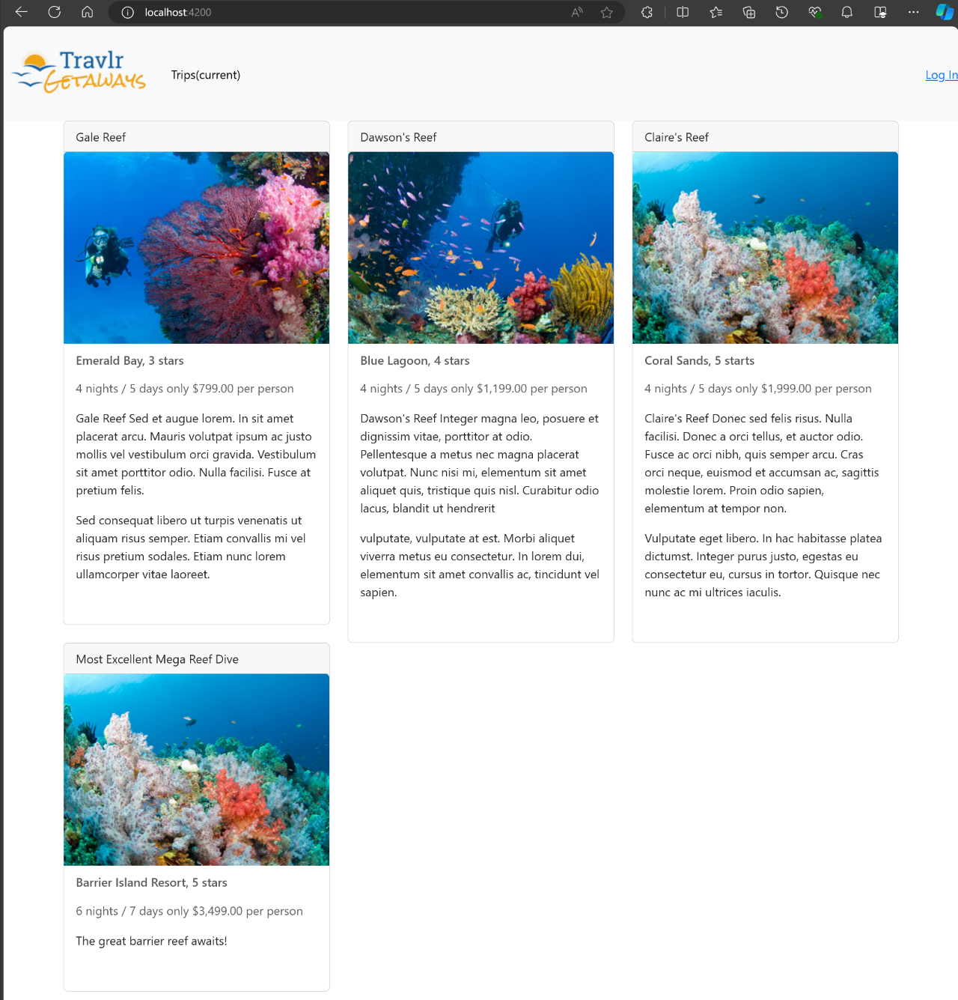 localhost:4200
Travlr
Getaways
Trips(current)
Log In
Gale Reef
Emerald Bay, 3 stars
4 nights / 5 days only $799.00 per person
Gale Reef Sed et augue lorem. In sit amet
placerat arcu. Mauris volutpat ipsum ac justo
mollis vel vestibulum orci gravida. Vestibulum
sit amet porttitor odio. Nulla facilisi. Fusce at
pretium felis.
Sed consequat libero ut turpis venenatis ut
aliquam risus semper. Etiam convallis mi vel
risus pretium sodales. Etiam nunc lorem
ullamcorper vitae laoreet.
Dawson's Reef
Blue Lagoon, 4 stars
4 nights / 5 days only $1,199.00 per person
Dawson's Reef Integer magna leo, posuere et
dignissim vitae, porttitor at odio.
Pellentesque a metus nec magna placerat
volutpat. Nunc nisi mi, elementum sit amet
aliquet quis, tristique quis nisl. Curabitur odio
lacus, blandit ut hendrerit
vulputate, vulputate at est. Morbi aliquet
viverra metus eu consectetur. In lorem dui,
elementum sit amet convallis ac, tincidunt vel
sapien.
Claire's Reef
Coral Sands, 5 starts
4 nights / 5 days only $1,999.00 per person
Claire's Reef Donec sed felis risus. Nulla
facilisi. Donec a orci tellus, et auctor odio.
Fusce ac orci nibh, quis semper arcu. Cras
orci neque, euismod et accumsan ac, sagittis
molestie lorem. Proin odio sapien,
elementum at tempor non.
Vulputate eget libero. In hac habitasse platea
dictumst. Integer purus justo, egestas eu
consectetur eu, cursus in tortor. Quisque nec
nunc ac mi ultrices iaculis.
Most Excellent Mega Reef Dive
Barrier Island Resort, 5 stars
6 nights / 7 days only $3,499.00 per person
The great barrier reef awaits!